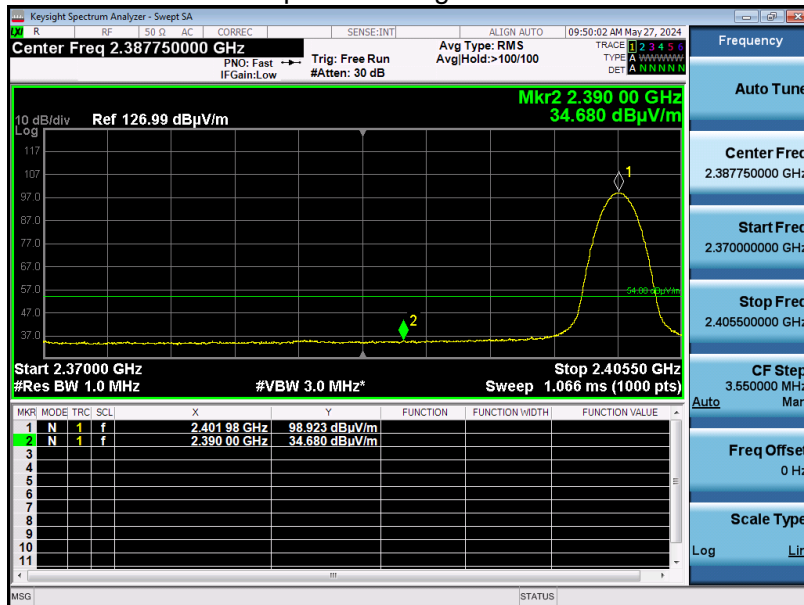 Keysight Spectrum Analyzer - Swept SA
LXI R RF 50 Ω AC CORREC SENSE:INT ALIGN AUTO 09:50:02 AM May 27, 2024
Center Freq 2.387750000 GHz
PNO: Fast
IFGain:Low
Trig: Free Run
#Atten: 30 dB
Avg Type: RMS
Avg|Hold:>100/100
TRACE 1 2 3 4 5 6
TYPE A WWWWW
DET A N N N N N
Mkr2 2.390 00 GHz
34.680 dBµV/m
10 dB/div Ref 126.99 dBµV/m
Log
117
107
97.0
87.0
77.0
67.0
57.0
47.0
37.0
1
54.00 dBµV/m
2
Start 2.37000 GHz Stop 2.40550 GHz
#Res BW 1.0 MHz #VBW 3.0 MHz* Sweep 1.066 ms (1000 pts)
MKR MODE TRC SCL X Y FUNCTION FUNCTION WIDTH FUNCTION VALUE
1 N 1 f 2.401 98 GHz 98.923 dBµV/m
2 N 1 f 2.390 00 GHz 34.680 dBµV/m
3
4
5
6
7
8
9
10
11
MSG STATUS
Frequency
Auto Tune
Center Freq
2.387750000 GHz
Start Freq
2.370000000 GHz
Stop Freq
2.405500000 GHz
CF Step
3.550000 MHz
Auto Man
Freq Offset
0 Hz
Scale Type
Log Lin